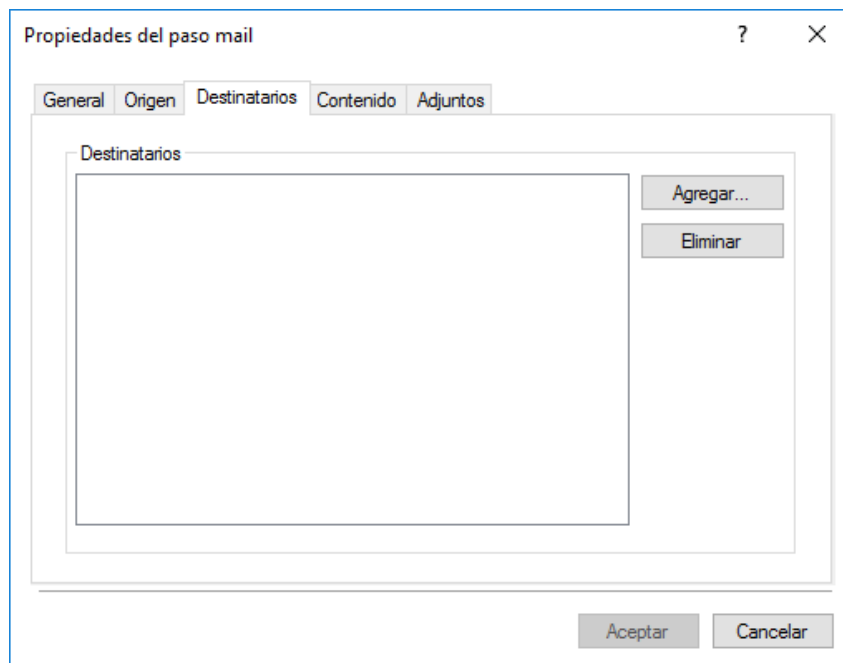 Propiedades del paso mail ?
General Origen Destinatarios Contenido Adjuntos
Destinatarios
Agregar...
Eliminar
Aceptar Cancelar